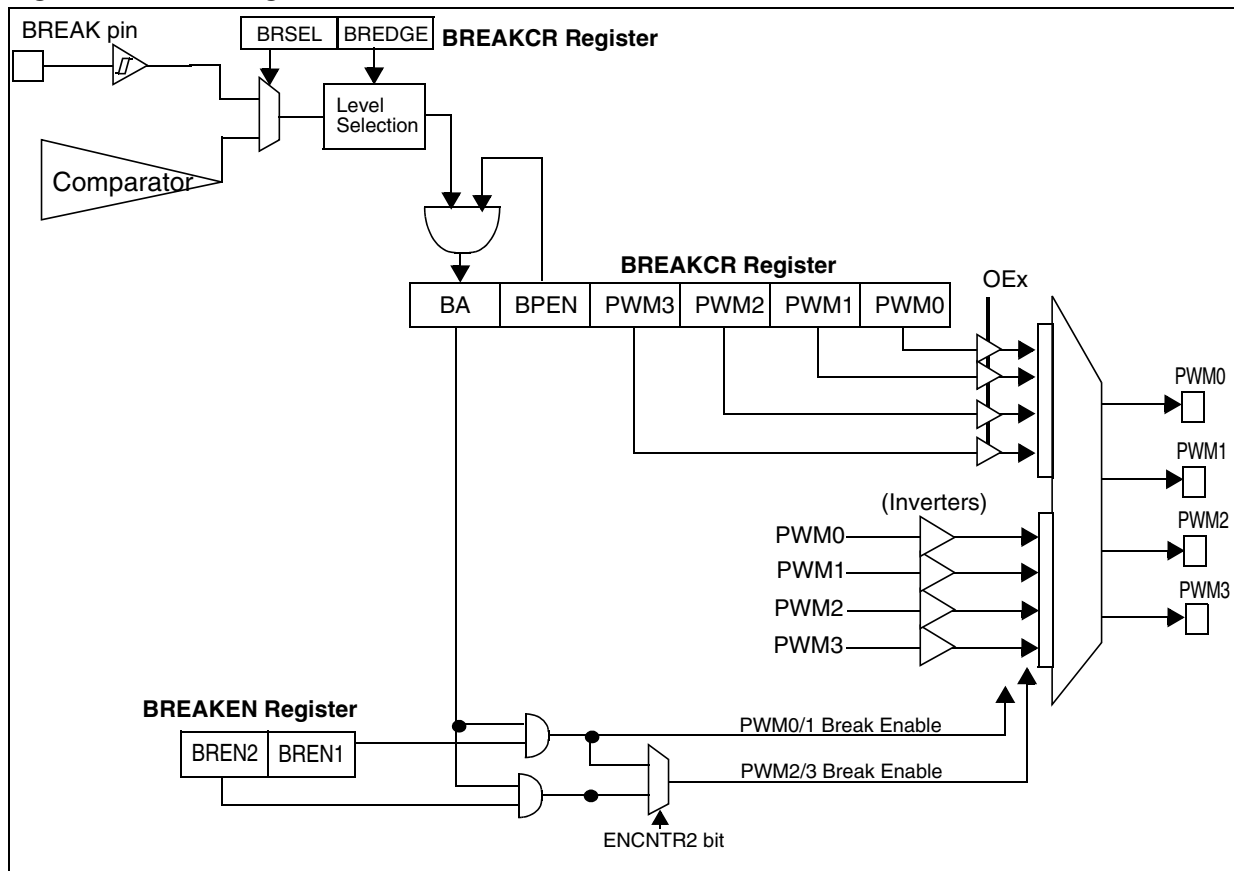 BREAK pin
BRSEL BREDGE BREAKCR Register
Level
Selection
Comparator
BREAKCR Register
OEx
BA BPEN PWM3 PWM2 PWM1 PWM0
PWM0
PWM1
PWM2
PWM3
(Inverters)
PWM0
PWM1
PWM2
PWM3
BREAKEN Register
BREN2 BREN1
PWM0/1 Break Enable
PWM2/3 Break Enable
ENCNTR2 bit